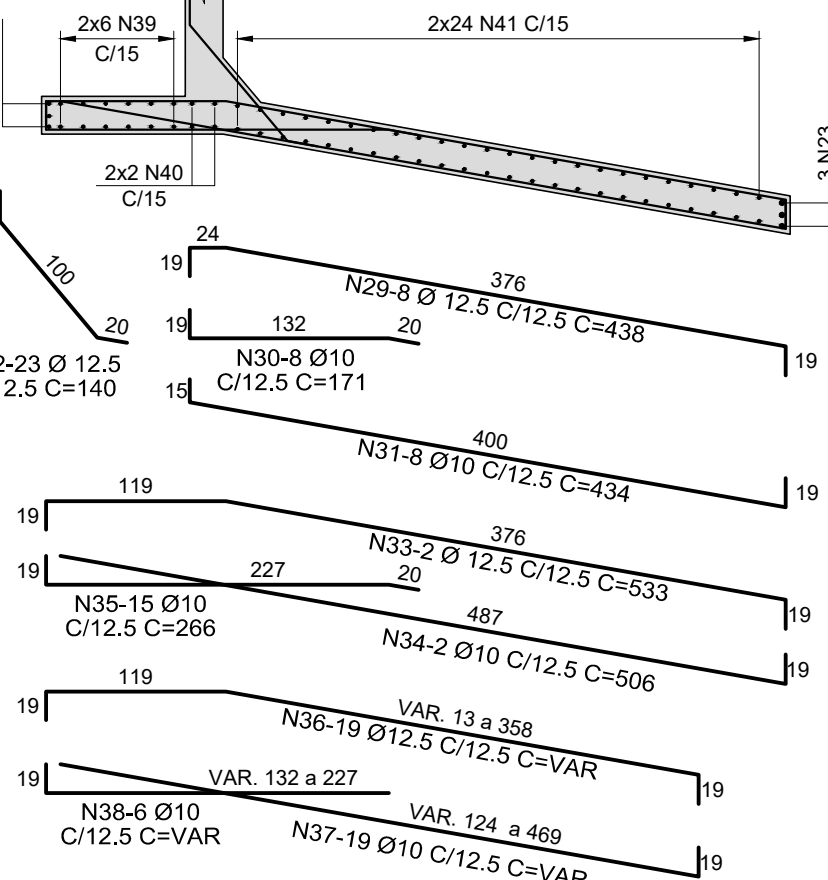 2x6 N39
C/15
2x24 N41 C/15
3 N23
2x2 N40
C/15
100
20
2-23 Ø 12.5
2.5 C=140
24
19
376
N29-8 Ø 12.5 C/12.5 C=438
19
19
132
20
N30-8 Ø10
C/12.5 C=171
15
400
N31-8 Ø10 C/12.5 C=434
19
119
19
376
N33-2 Ø 12.5 C/12.5 C=533
19
19
227
20
N35-15 Ø10
C/12.5 C=266
487
N34-2 Ø10 C/12.5 C=506
19
119
19
VAR. 13 a 358
N36-19 Ø12.5 C/12.5 C=VAR
19
19
VAR. 132 a 227
N38-6 Ø10
C/12.5 C=VAR
VAR. 124 a 469
N37-19 Ø10 C/12.5 C=VAR
19